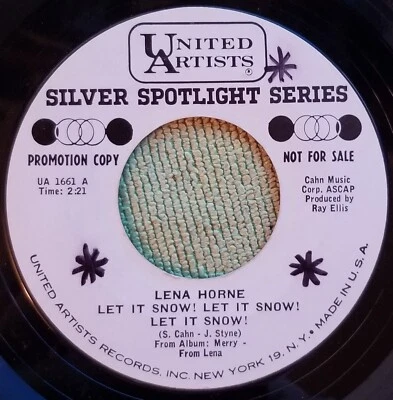 UNITED
ARTISTS
SILVER SPOTLIGHT SERIES
PROMOTION COPY
NOT FOR SALE
UA 1661 A
Time: 2:21
Cahn Music
Corp. ASCAP
Produced by
Ray Ellis
LENA HORNE
LET IT SNOW! LET IT SNOW!
LET IT SNOW!
(S. Cahn - J. Styne)
From Album: Merry -
From Lena
UNITED ARTISTS RECORDS, INC. NEW YORK 19, N.Y. • MADE IN U.S.A.